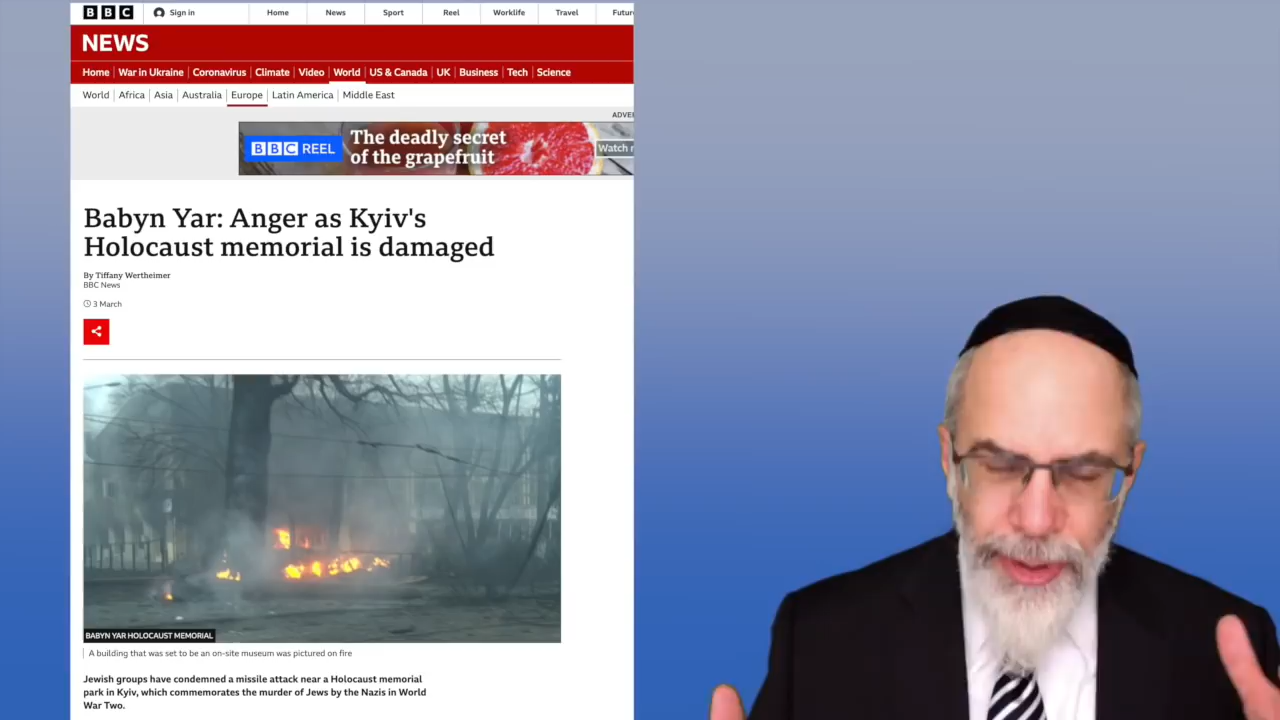 BBC Sign in Home News Sport Reel Worklife Travel
NEWS
Home War in Ukraine Coronavirus Climate Video World US & Canada UK Business Tech Science
World Africa Asia Australia Europe Latin America Middle East
BBC REEL
The deadly secret
of the grapefruit
Watch
Babyn Yar: Anger as Kyiv's
Holocaust memorial is damaged
By Tiffany Wertheimer
BBC News
3 March
BABYN YAR HOLOCAUST MEMORIAL
A building that was set to be an on-site museum was pictured on fire
Jewish groups have condemned a missile attack near a Holocaust memorial
park in Kyiv, which commemorates the murder of Jews by the Nazis in World
War Two.